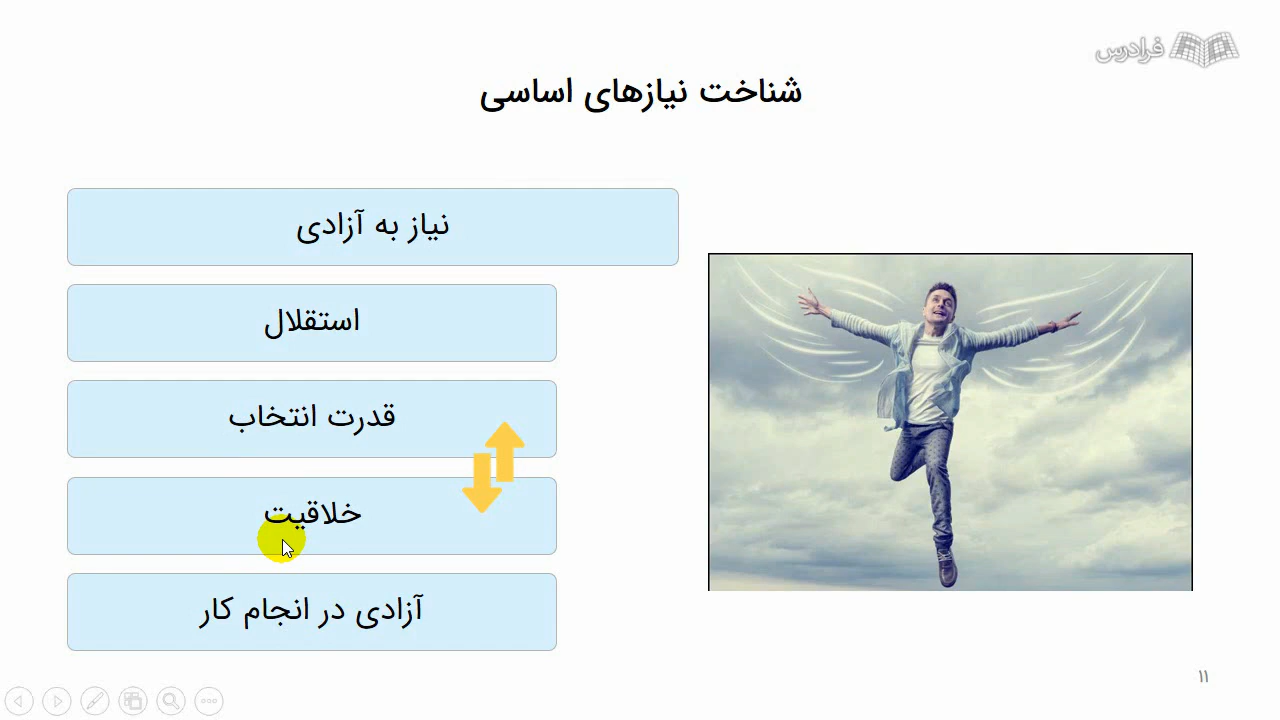 فرادرس
شناخت نیازهای اساسی
نیاز به آزادی
استقلال
قدرت انتخاب
خلاقیت
آزادی در انجام کار
۱۱